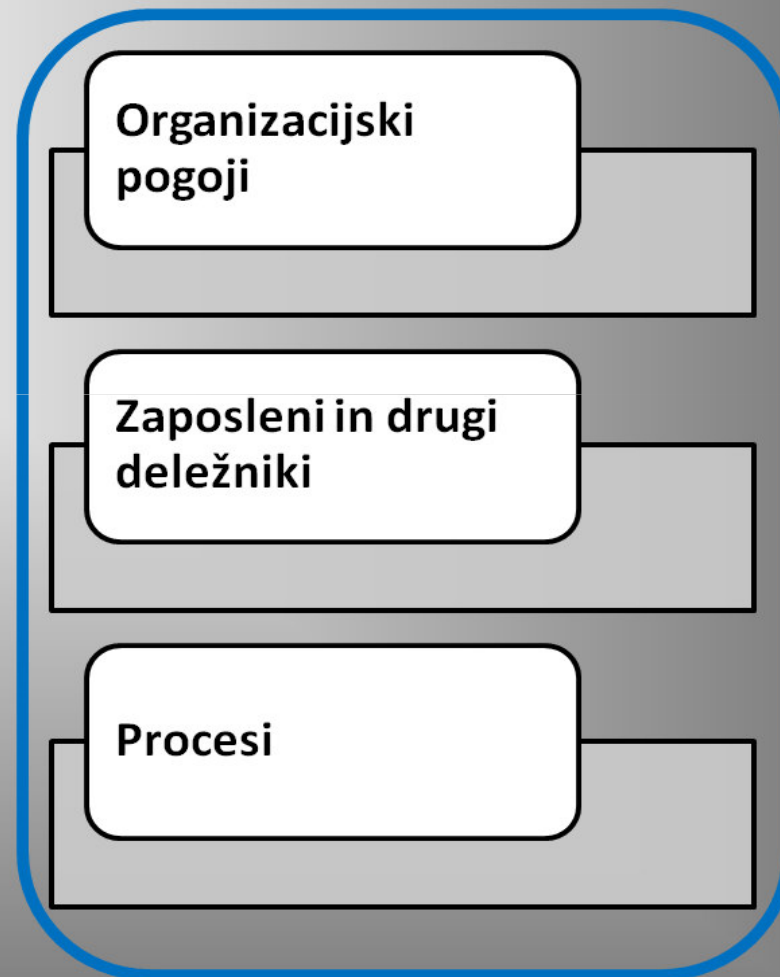 Organizacijski
pogoji
Zaposleni in drugi
deležniki
Procesi